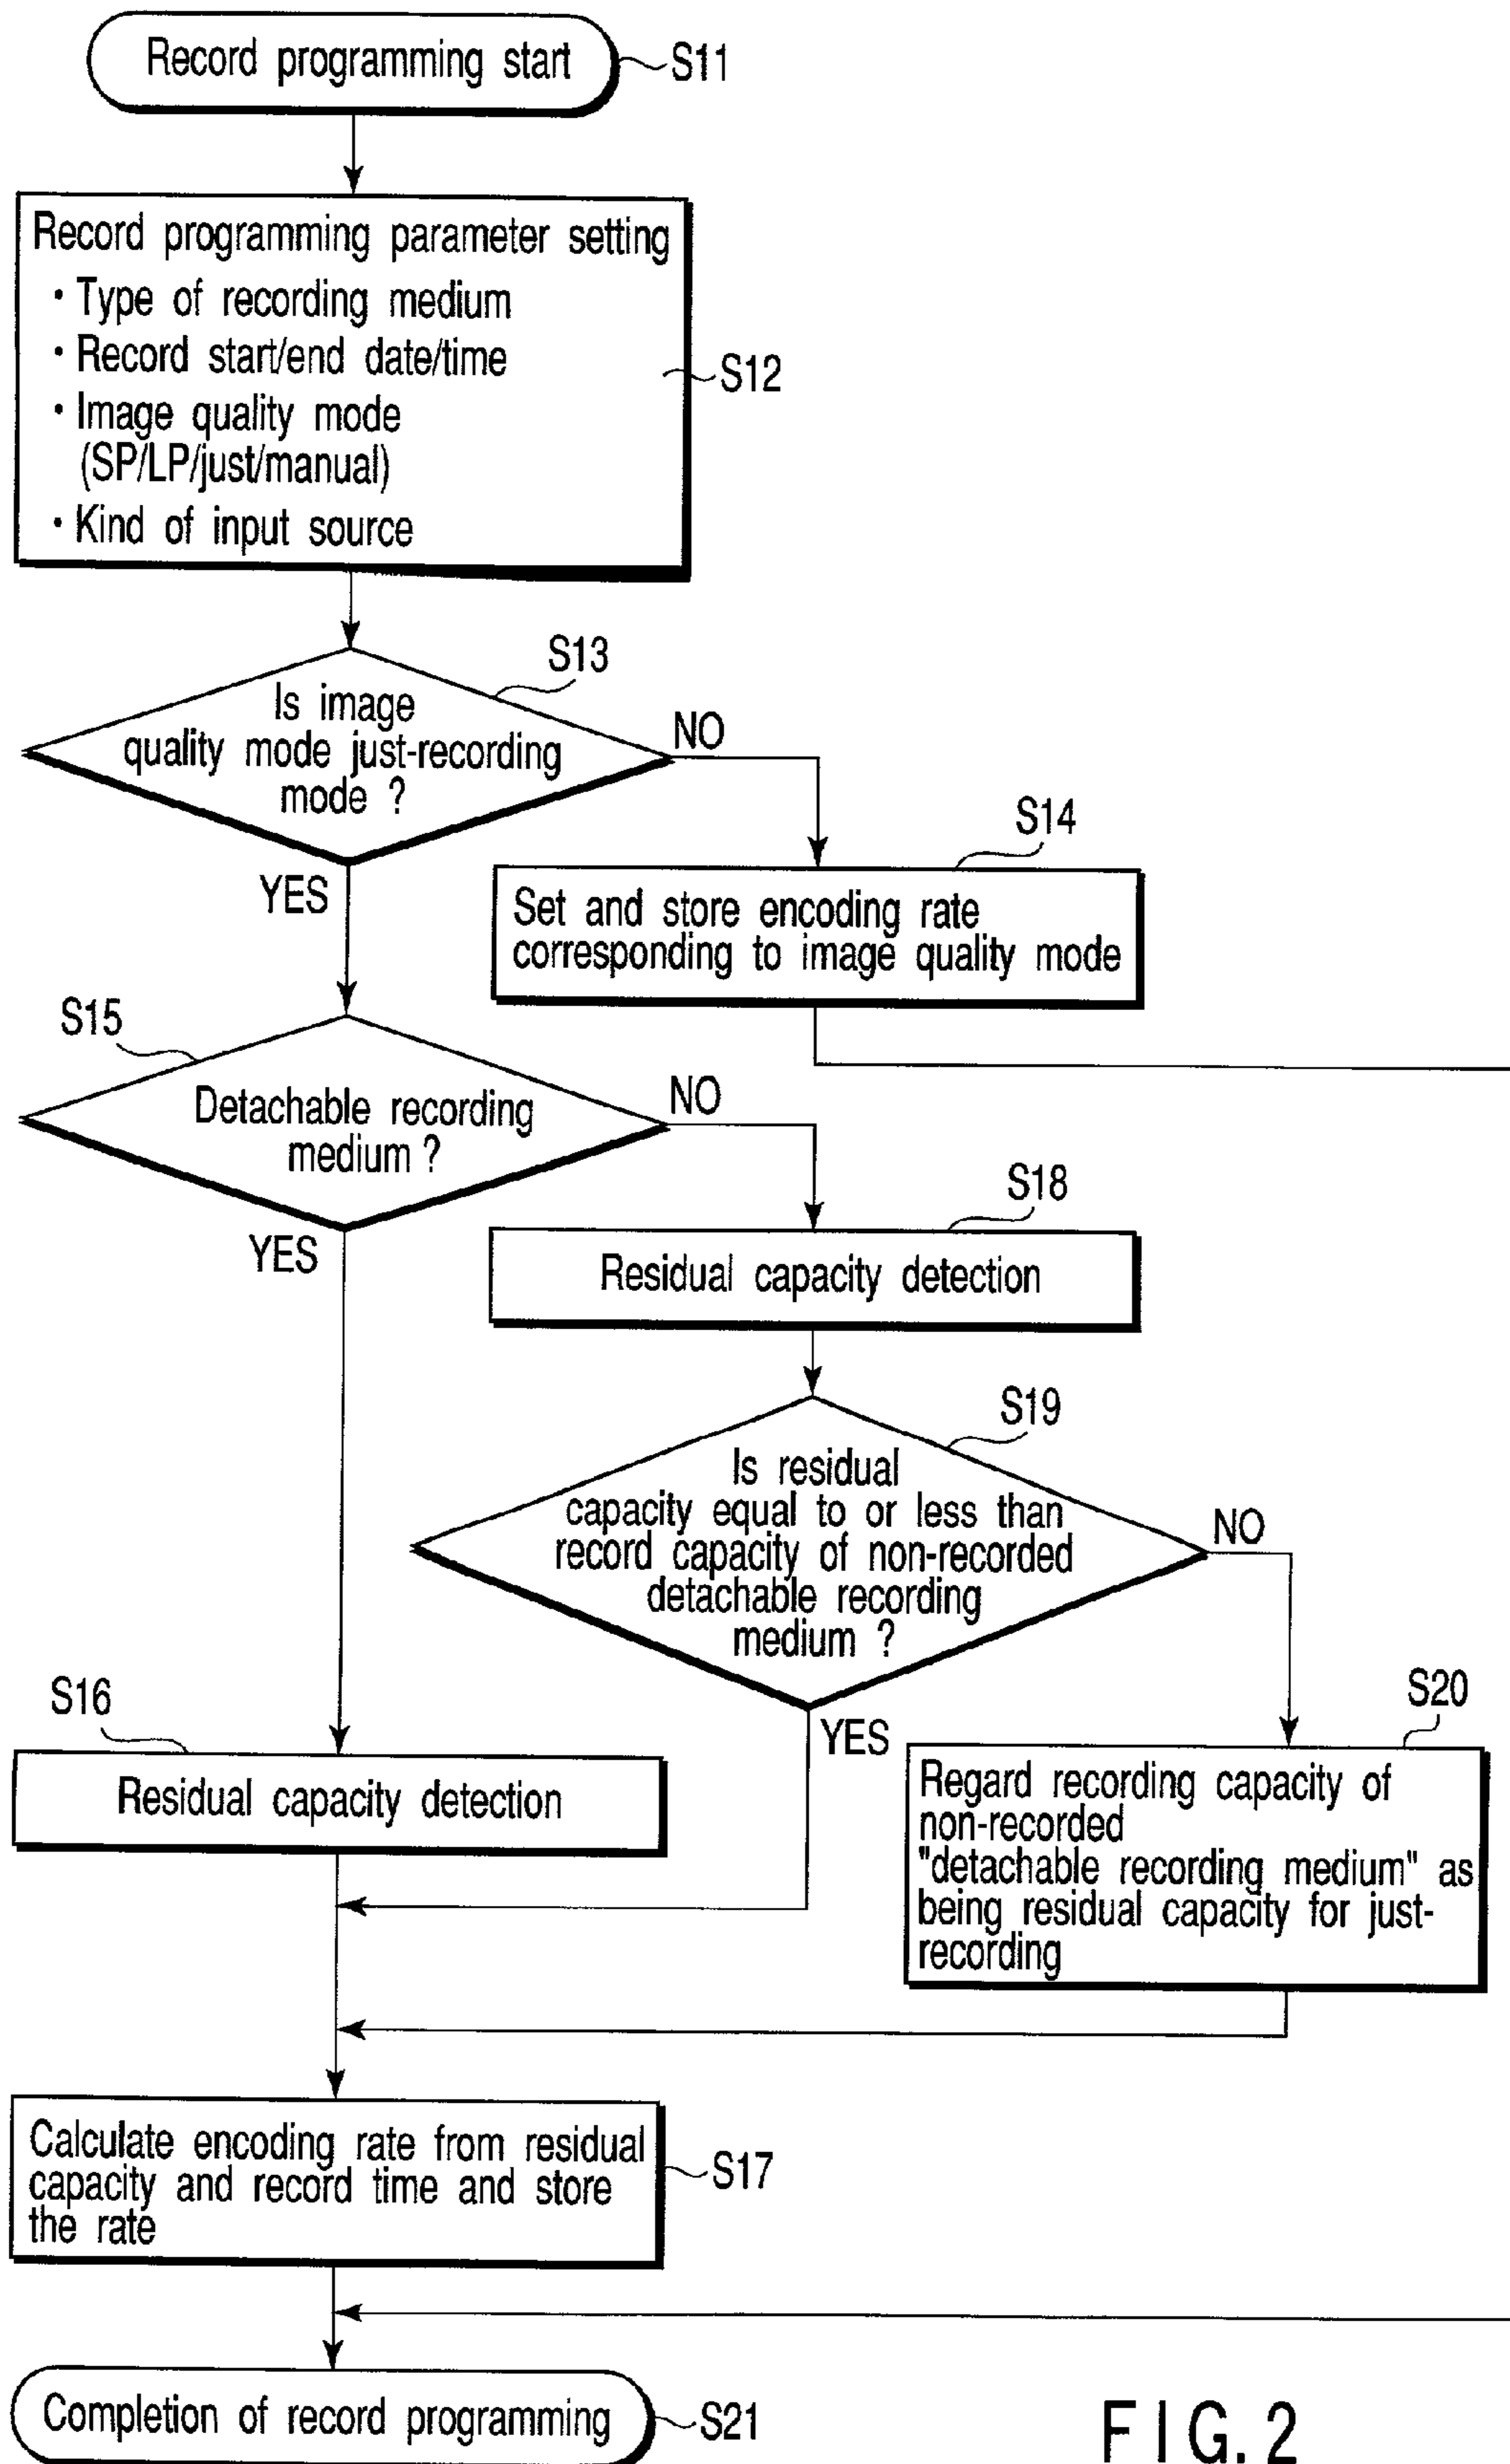 Record programming start
S11
Record programming parameter setting
· Type of recording medium
· Record start/end date/time
· Image quality mode
(SP/LP/just/manual)
· Kind of input source
S12
S13
Is image
quality mode just-recording
mode ?
NO
YES
S14
Set and store encoding rate
corresponding to image quality mode
S15
Detachable recording
medium ?
NO
YES
S18
Residual capacity detection
S19
Is residual
capacity equal to or less than
record capacity of non-recorded
detachable recording
medium ?
NO
YES
S16
Residual capacity detection
S20
Regard recording capacity of
non-recorded
"detachable recording medium" as
being residual capacity for just-
recording
Calculate encoding rate from residual
capacity and record time and store
the rate
S17
Completion of record programming
S21
FIG. 2